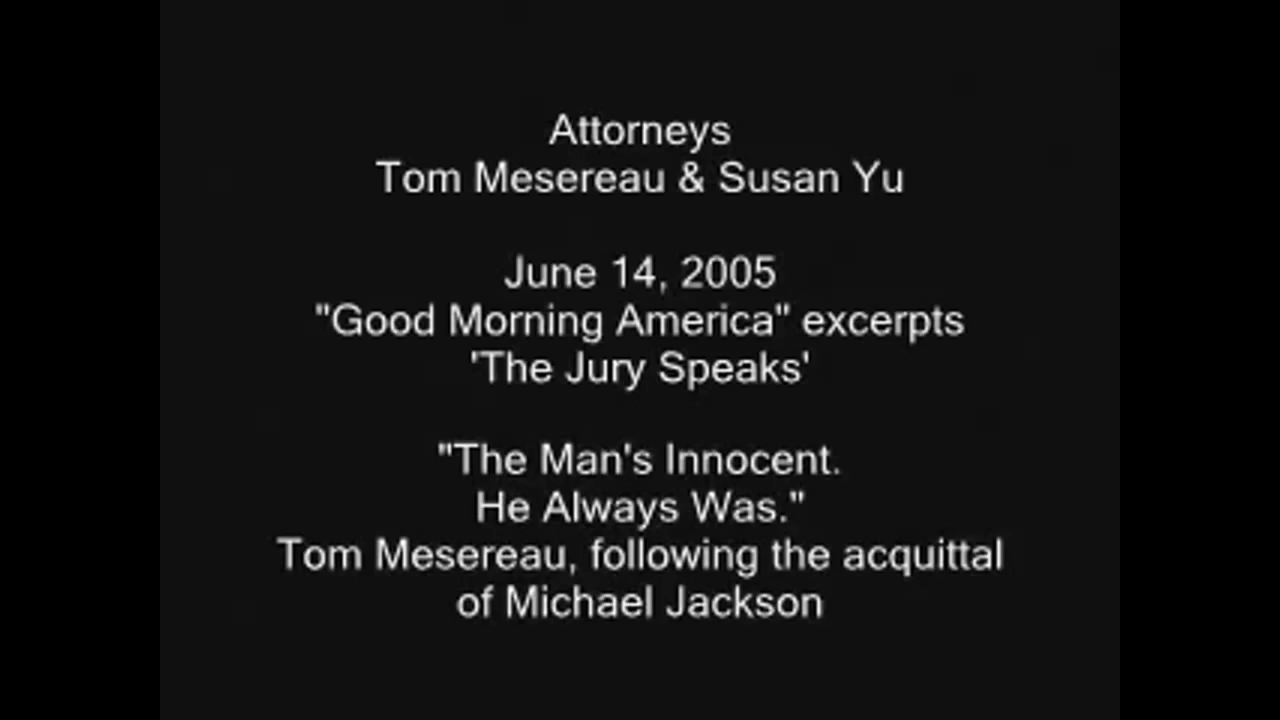 Attorneys
Tom Mesereau & Susan Yu
June 14, 2005
"Good Morning America" excerpts
'The Jury Speaks'
"The Man's Innocent.
He Always Was."
Tom Mesereau, following the acquittal
of Michael Jackson